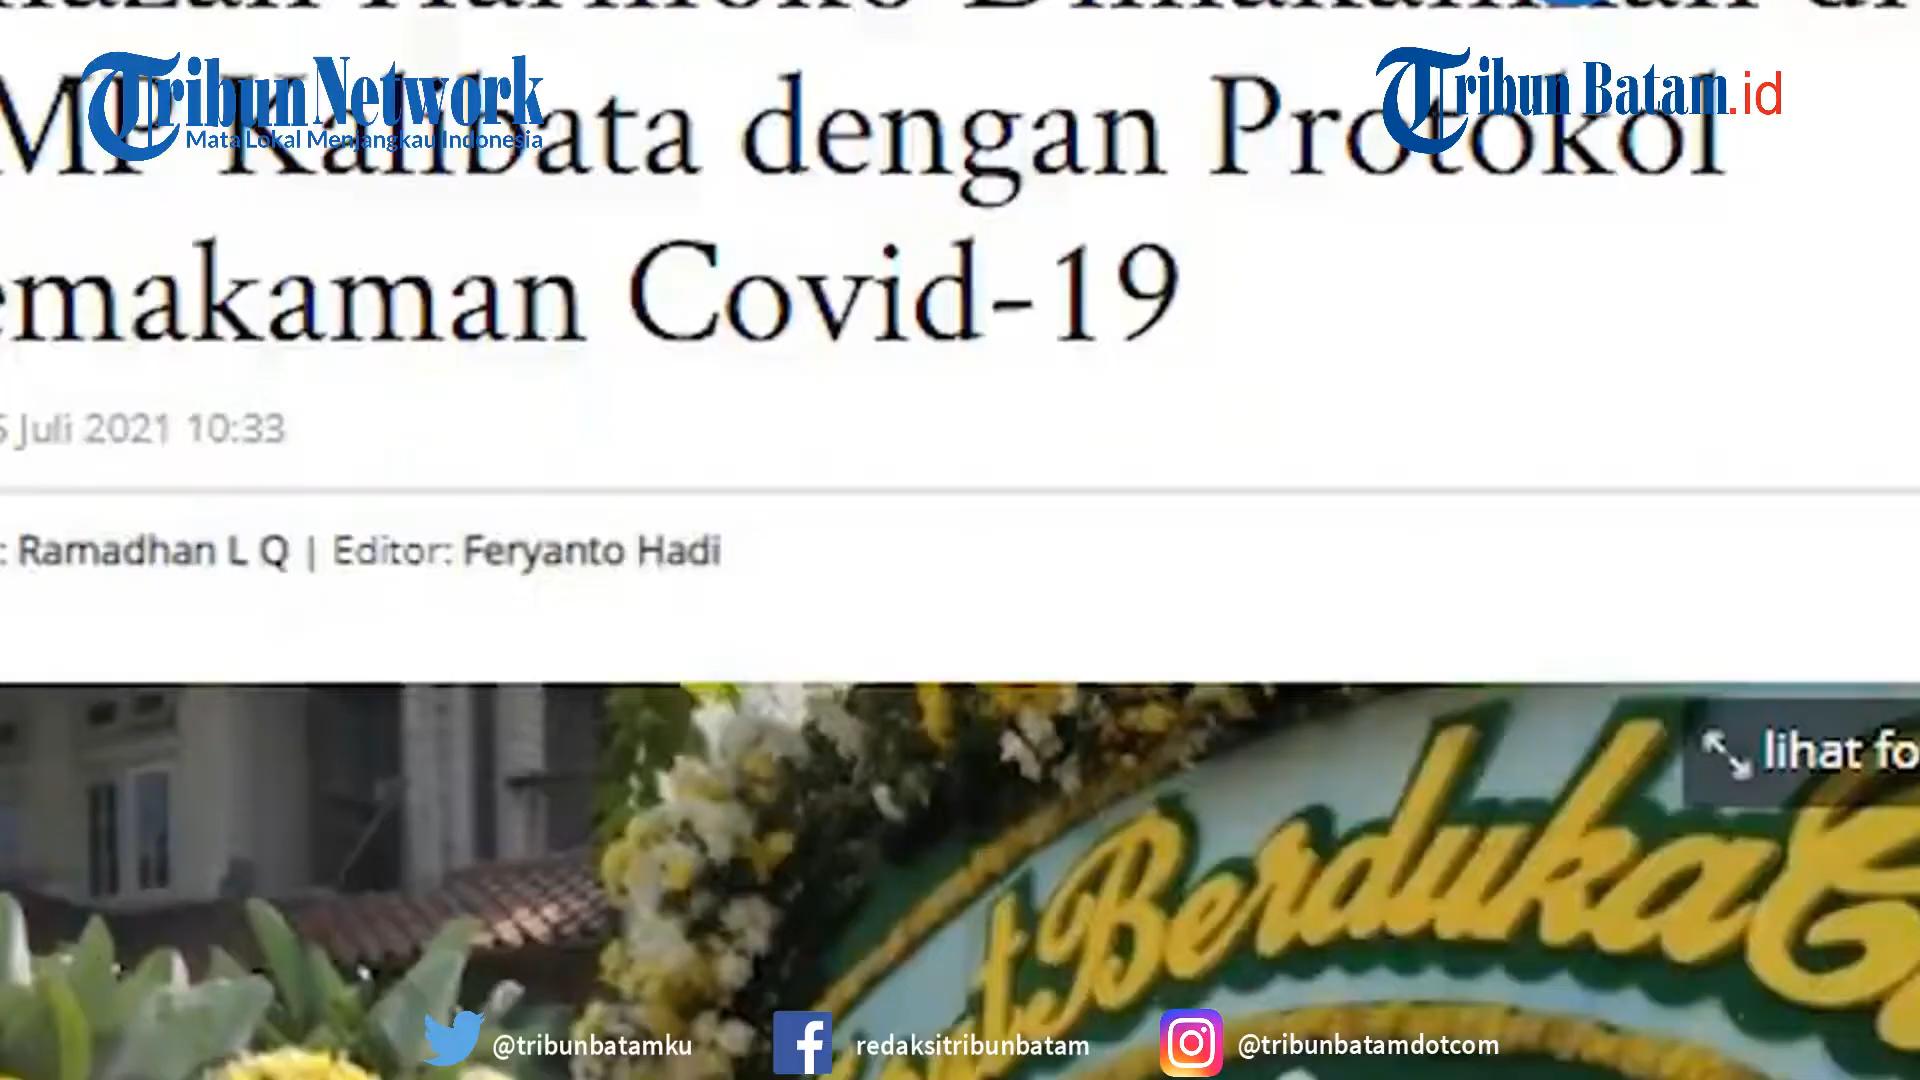 Tribun Network
Mata Lokal Menjangkau Indonesia
Tribun Batam.id
Kalibata dengan Protokol
emakaman Covid-19
Juli 2021 10:33
: Ramadhan L Q | Editor: Feryanto Hadi
lihat fo
Berduka
@tribunbatamku
redaksitribunbatam
@tribunbatamdotcom